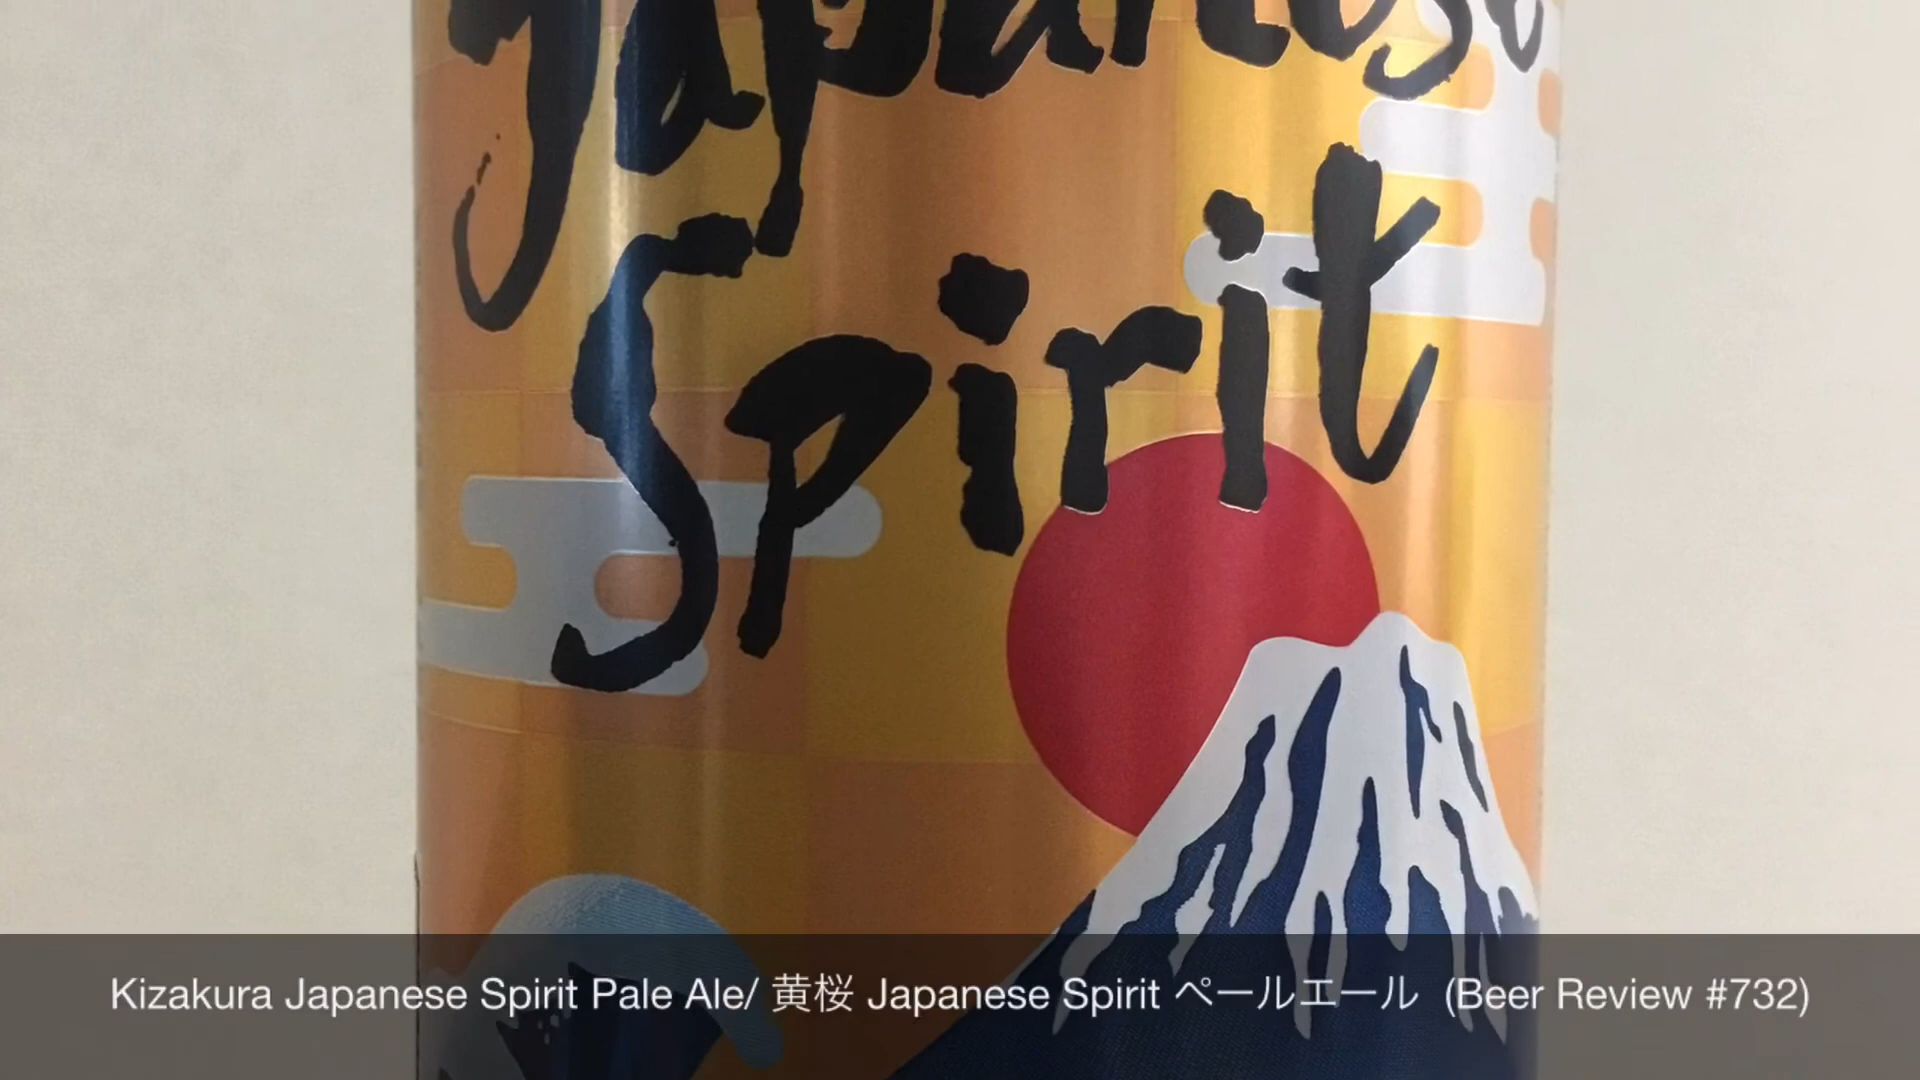 Japanese
Spirit
Kizakura Japanese Spirit Pale Ale/ 黄桜 Japanese Spirit ペールエール (Beer Review #732)